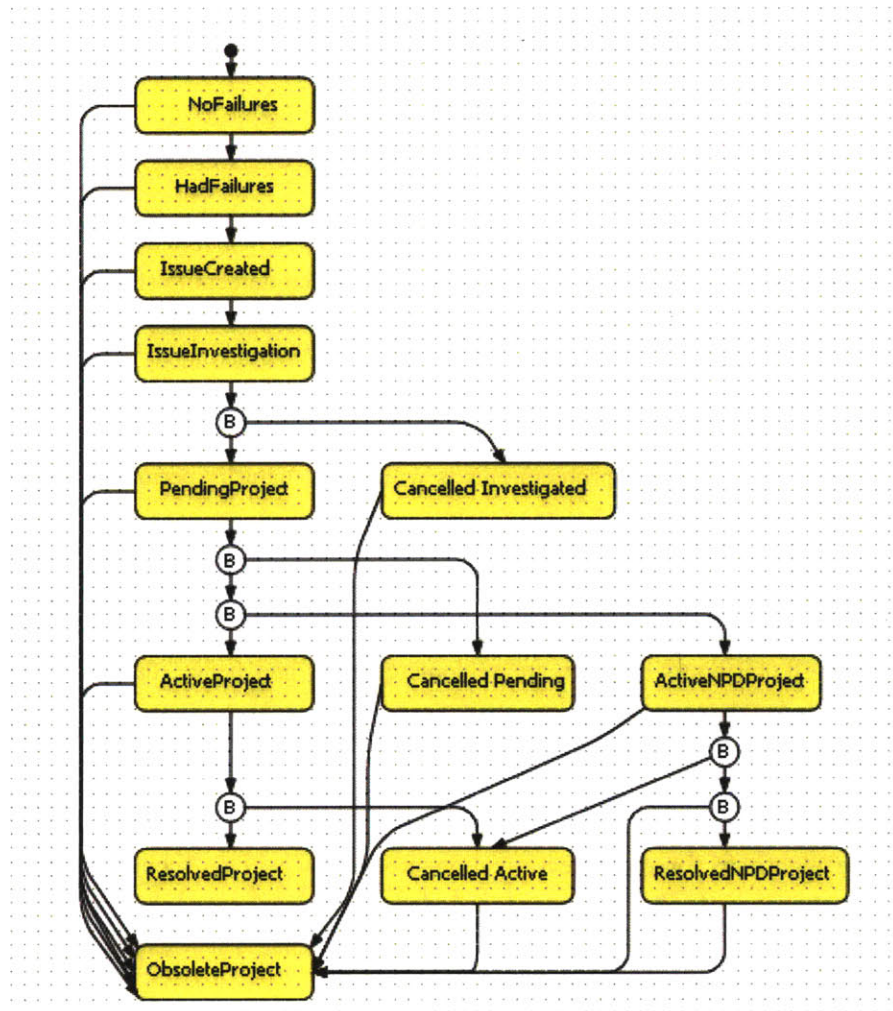 NoFailures
HadFailures
IssueCreated
IssueInvestigation
B
PendingProject
Cancelled Investigated
B
B
ActiveProject
Cancelled Pending
ActiveNPDProject
B
B
B
ResolvedProject
Cancelled Active
ResolvedNPDProject
ObsoleteProject